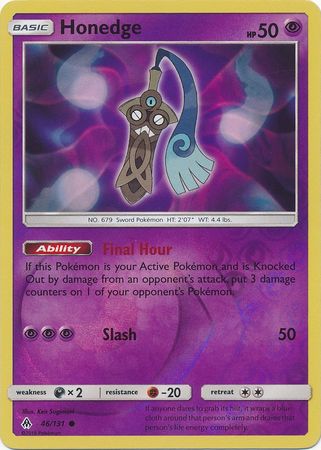 BASIC
Honedge
HP 50
NO. 679 Sword Pokémon HT: 2'07" WT: 4.4 lbs.
Ability Final Hour
If this Pokémon is your Active Pokémon and is Knocked
Out by damage from an opponent's attack, put 3 damage
counters on 1 of your opponent's Pokémon.
Slash 50
weakness × 2 resistance -20 retreat
Illus. Ken Sugimori
46/131
©2018 Pokémon
If anyone dares to grab its hilt, it wraps a blue
cloth around that person's arm and drains that
person's life energy completely.